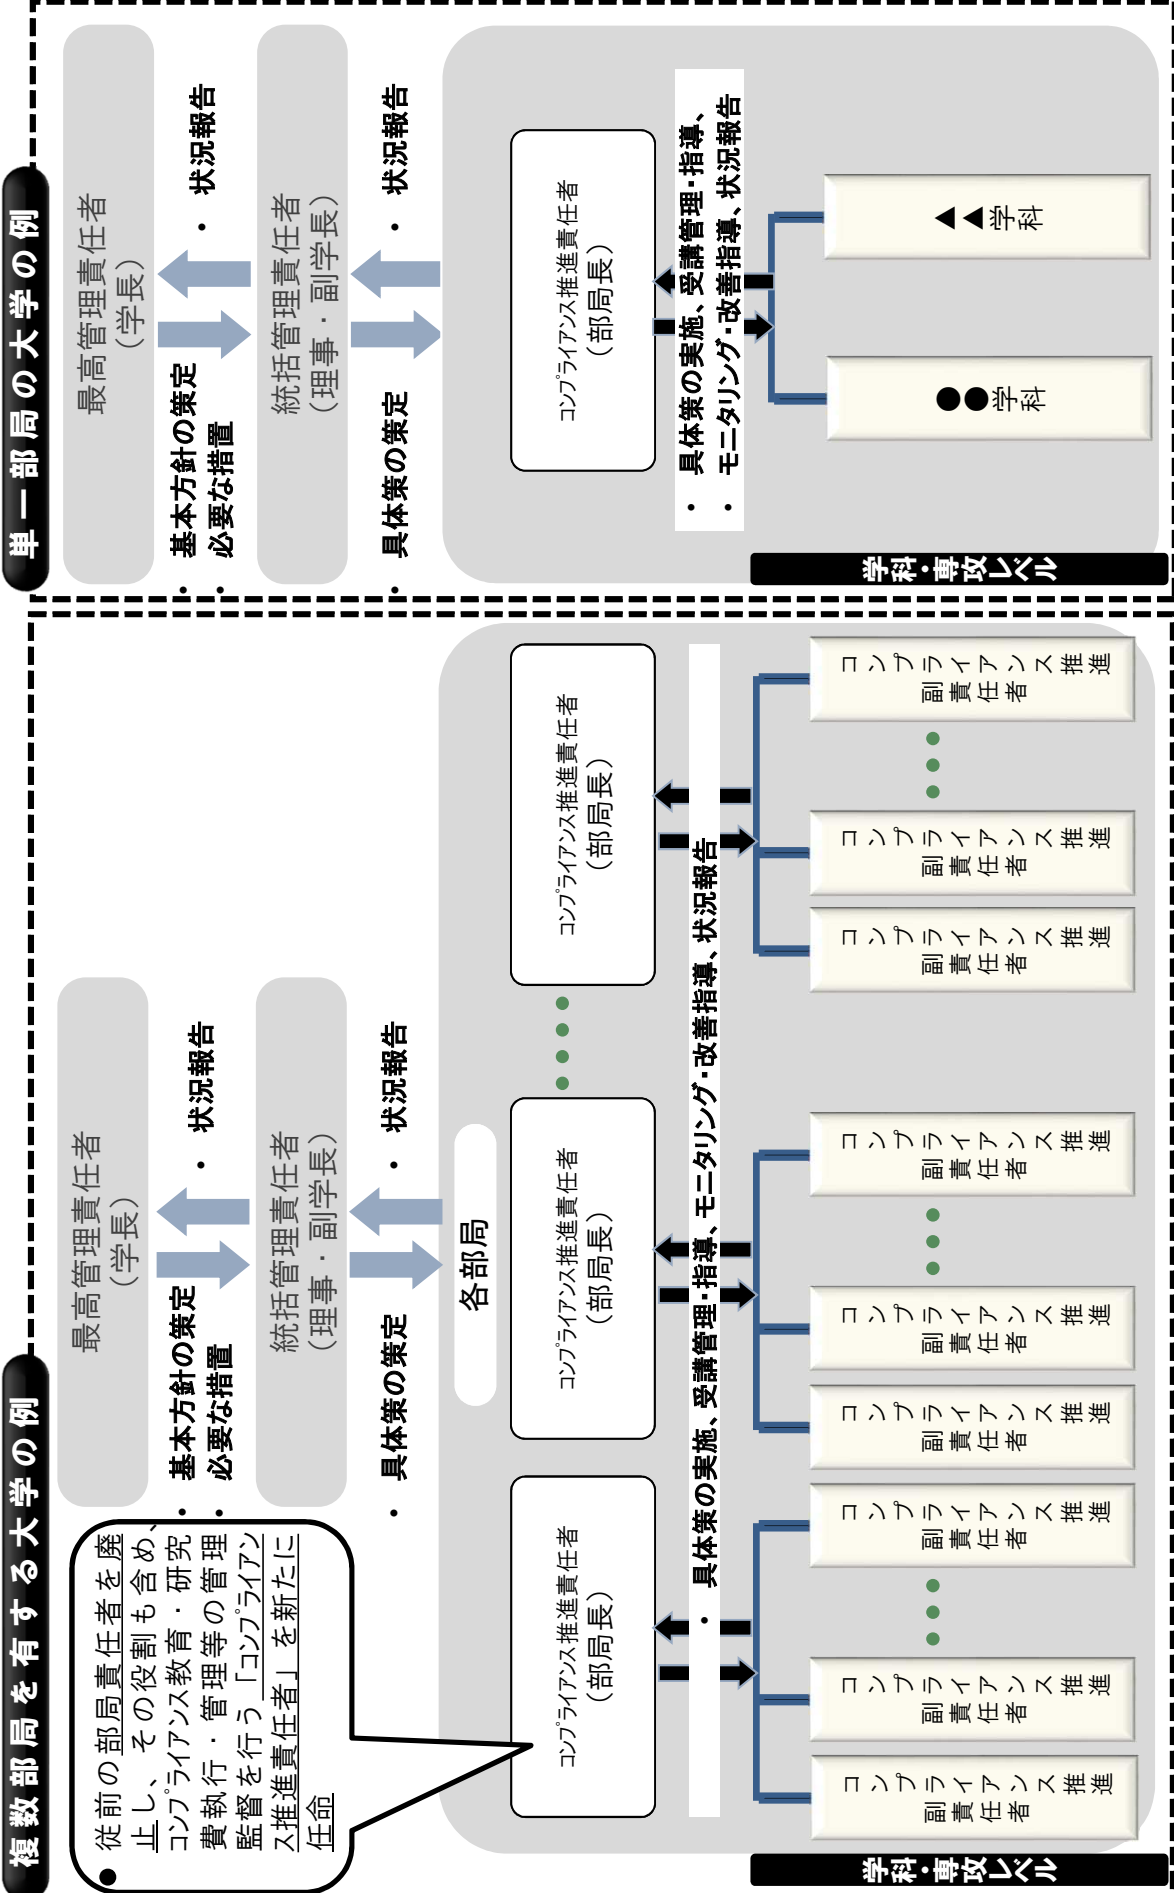 複数部局を有する大学の例
● 従前の部局責任者を廃
止し、その役割も含め、
コンプライアンス教育・研究
費執行・管理等の管理
監督を行う「コンプライアン
ス推進責任者」を新たに
任命
最高管理責任者
（学長）
・ 基本方針の策定
・ 必要な措置
・ 状況報告
統括管理責任者
（理事・副学長）
・ 具体策の策定
・ 状況報告
各部局
コンプライアンス推進責任者
（部局長）
コンプライアンス推進責任者
（部局長）
コンプライアンス推進責任者
（部局長）
・ 具体策の実施、受講管理・指導、モニタリング・改善指導、状況報告
学科・専攻レベル
コンプライアンス推進
副責任者
コンプライアンス推進
副責任者
コンプライアンス推進
副責任者
コンプライアンス推進
副責任者
コンプライアンス推進
副責任者
コンプライアンス推進
副責任者
コンプライアンス推進
副責任者
コンプライアンス推進
副責任者
コンプライアンス推進
副責任者
単一部局の大学の例
最高管理責任者
（学長）
・ 基本方針の策定
・ 必要な措置
・ 状況報告
統括管理責任者
（理事・副学長）
・ 具体策の策定
・ 状況報告
コンプライアンス推進責任者
（部局長）
・ 具体策の実施、受講管理・指導、
・ モニタリング・改善指導、状況報告
学科・専攻レベル
●●学科
▲▲学科